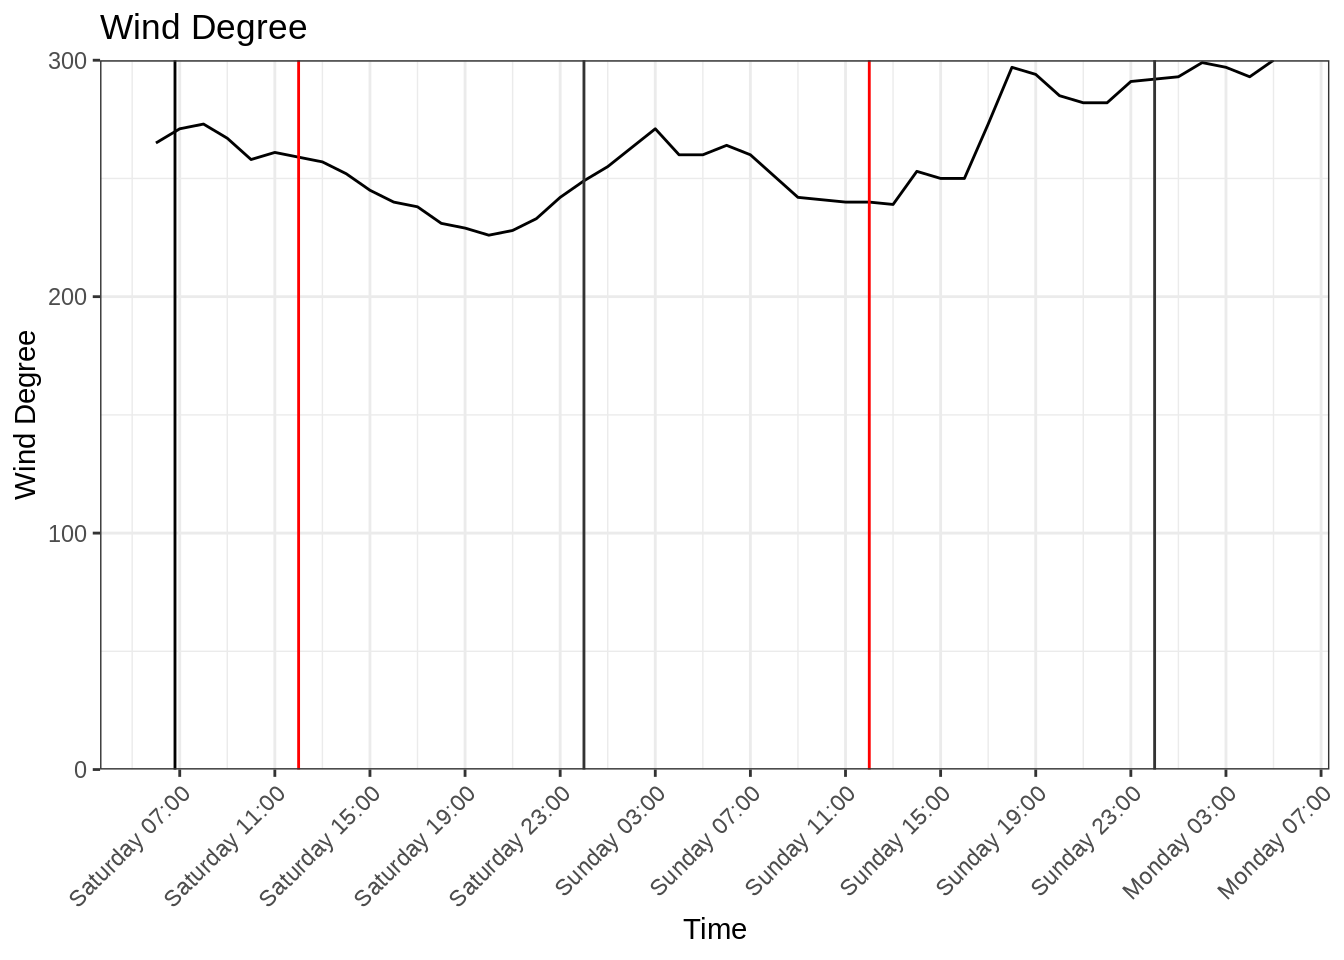 Wind Degree
300
200
100
0
Wind Degree
Saturday 07:00
Saturday 11:00
Saturday 15:00
Saturday 19:00
Saturday 23:00
Sunday 03:00
Sunday 07:00
Sunday 11:00
Sunday 15:00
Sunday 19:00
Sunday 23:00
Monday 03:00
Monday 07:00
Time